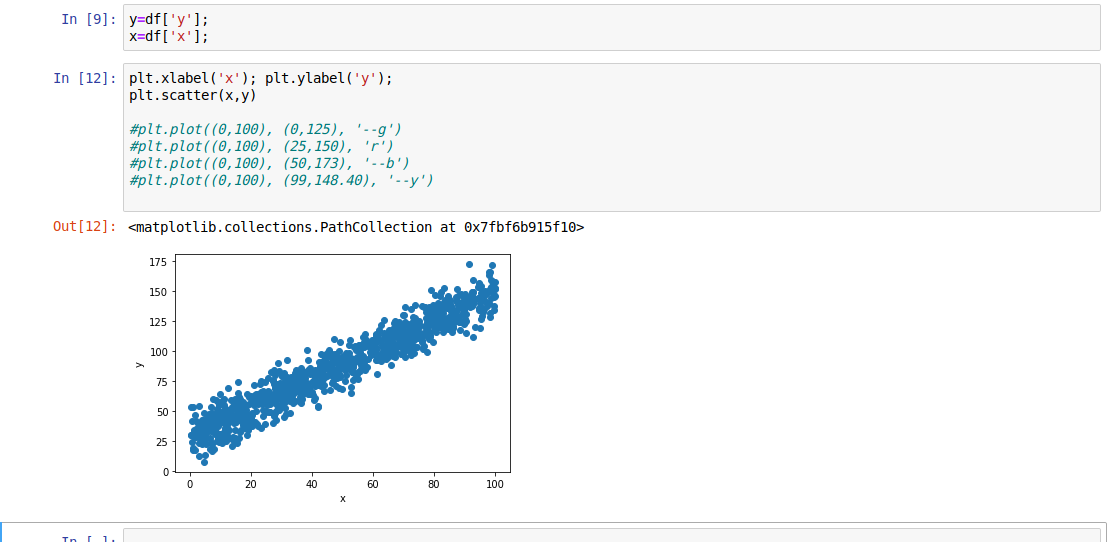 In [9]: y=df['y'];
x=df['x'];
In [12]: plt.xlabel('x'); plt.ylabel('y');
plt.scatter(x,y)
#plt.plot((0,100), (0,125), '--g')
#plt.plot((0,100), (25,150), 'r')
#plt.plot((0,100), (50,173), '--b')
#plt.plot((0,100), (99,148.40), '--y')
Out[12]: <matplotlib.collections.PathCollection at 0x7fbf6b915f10>
175
150
125
100
75
50
25
0
y
0 20 40 60 80 100
x
In [ ]: